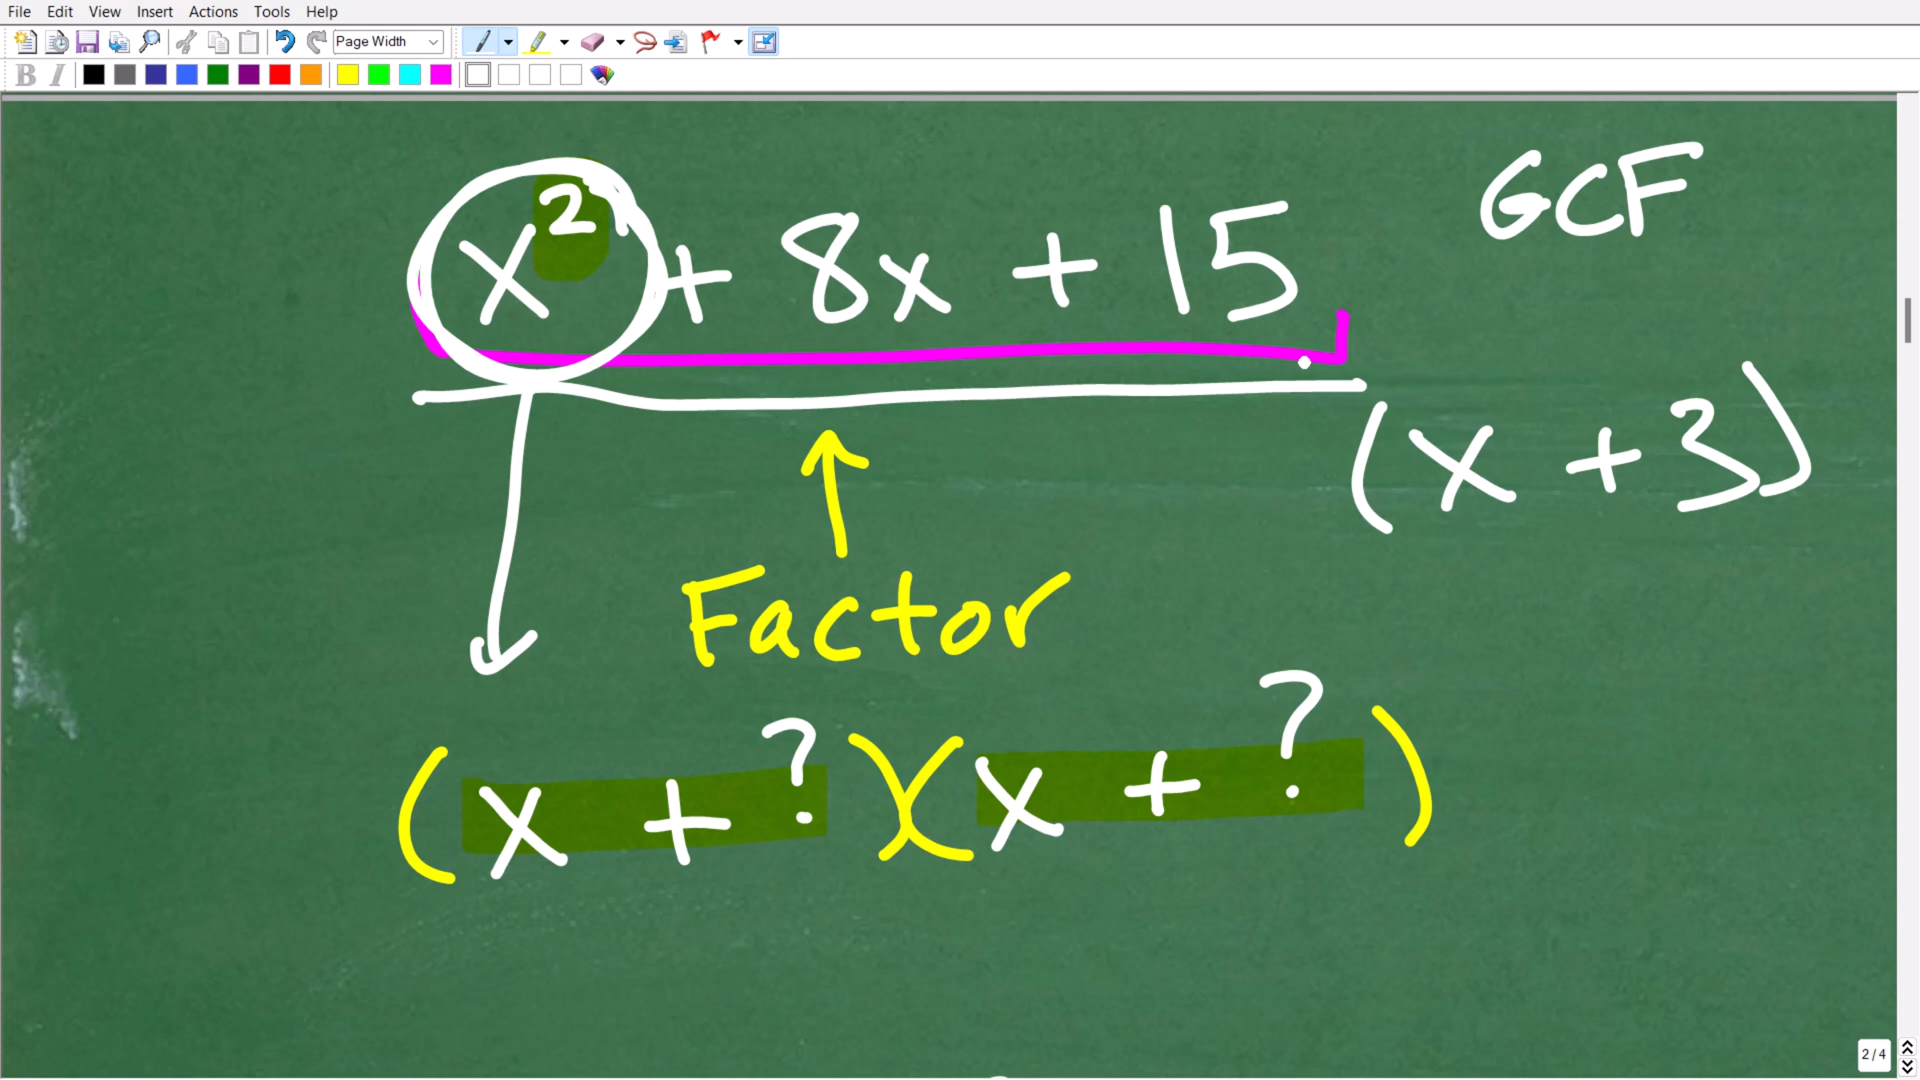 File Edit View Insert Actions Tools Help
Page Width
B I
x² + 8x + 15
GCF
(x + 3)
Factor
(x + ?)(x + ?)
2 / 4